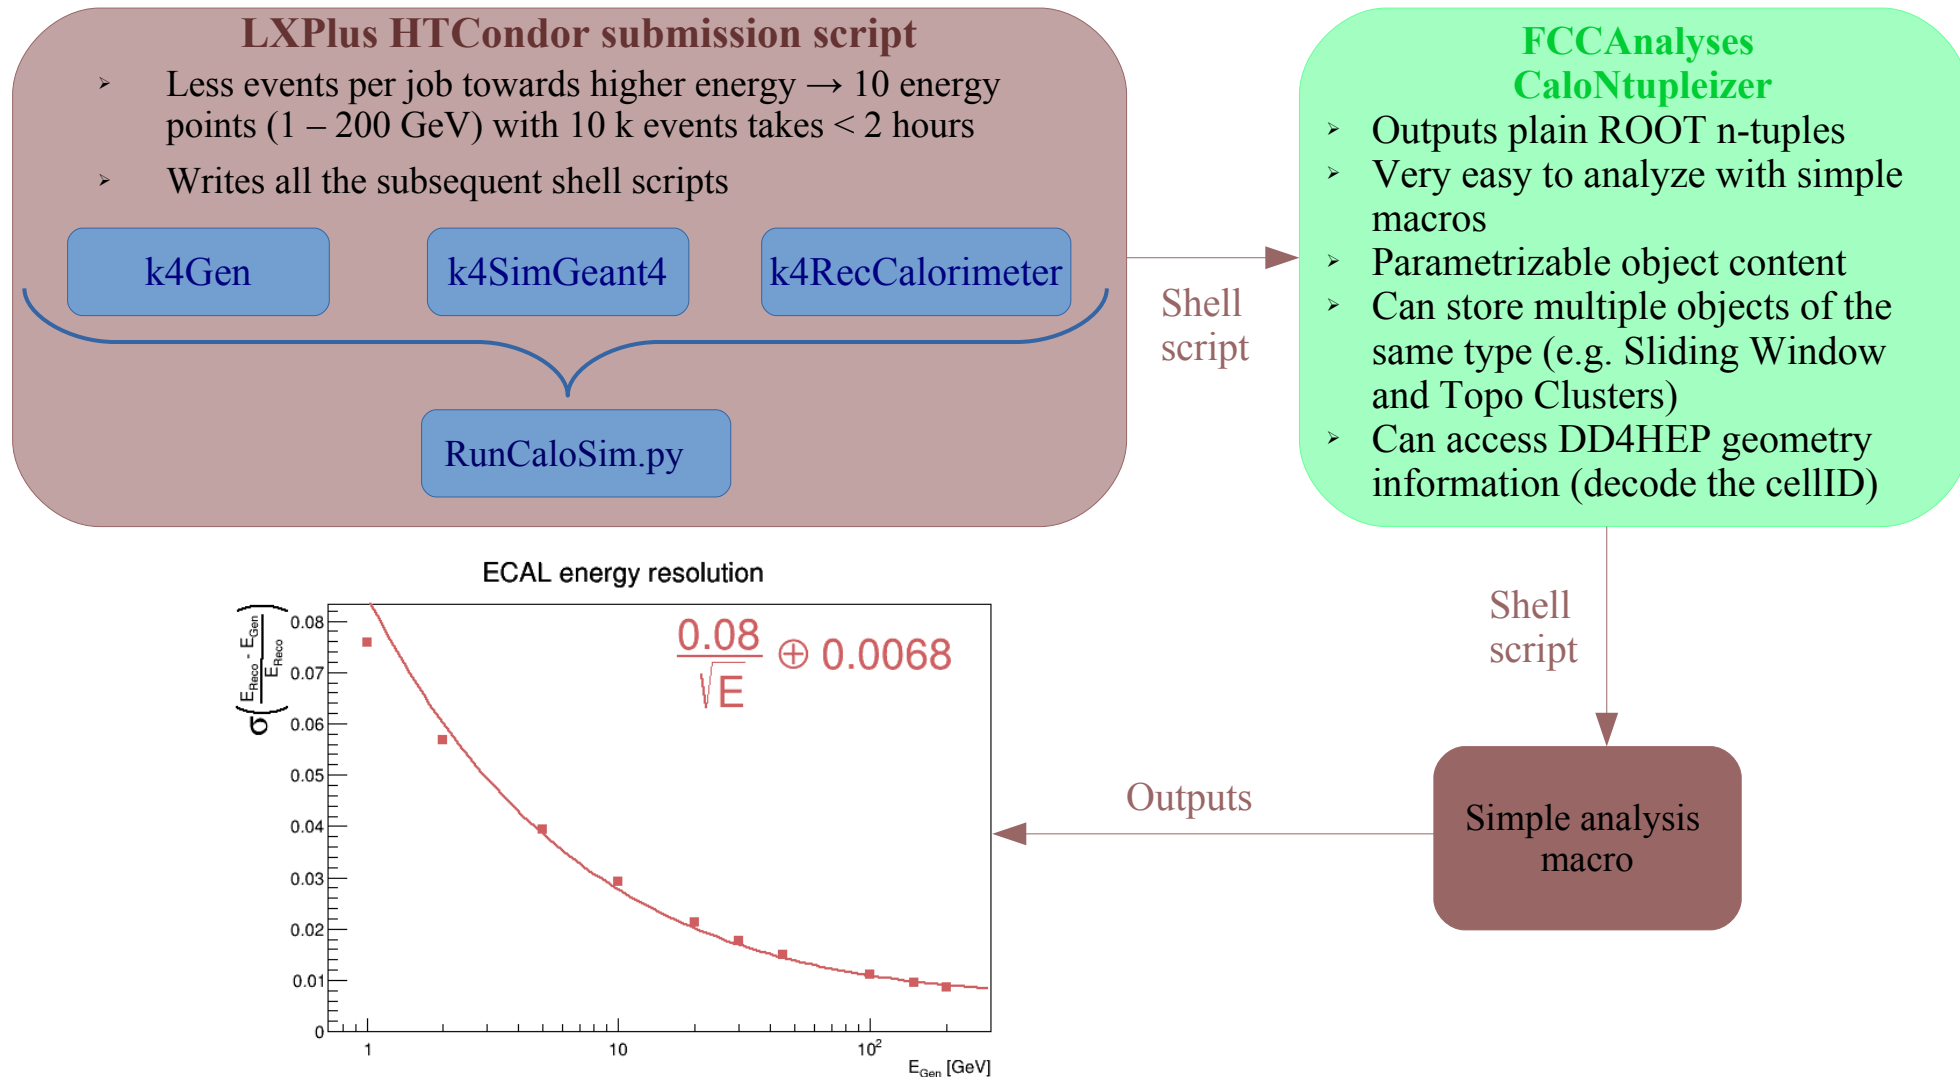 LXPlus HTCondor submission script
➢ Less events per job towards higher energy → 10 energy
points (1 – 200 GeV) with 10 k events takes < 2 hours
➢ Writes all the subsequent shell scripts
k4Gen
k4SimGeant4
k4RecCalorimeter
RunCaloSim.py
Shell
script
FCCAnalyses
CaloNtupleizer
➢ Outputs plain ROOT n-tuples
➢ Very easy to analyze with simple
macros
➢ Parametrizable object content
➢ Can store multiple objects of the
same type (e.g. Sliding Window
and Topo Clusters)
➢ Can access DD4HEP geometry
information (decode the cellID)
Shell
script
Simple analysis
macro
Outputs
ECAL energy resolution
σ(E_Reco - E_Gen / E_Reco)
0.08
0.07
0.06
0.05
0.04
0.03
0.02
0.01
0
0.08/√E ⊕ 0.0068
1
10
10²
E_Gen [GeV]